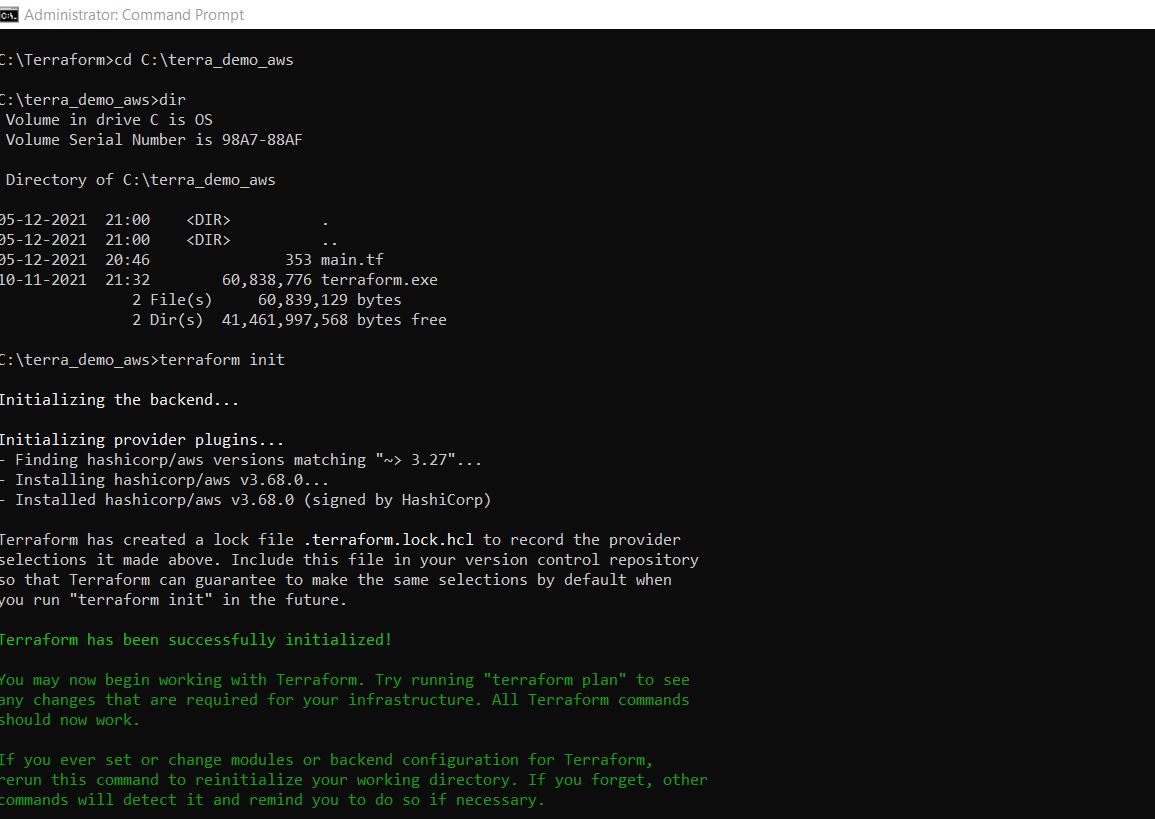 Administrator: Command Prompt
C:\Terraform>cd C:\terra_demo_aws
C:\terra_demo_aws>dir
Volume in drive C is OS
Volume Serial Number is 98A7-88AF
Directory of C:\terra_demo_aws
05-12-2021  21:00    <DIR>          .
05-12-2021  21:00    <DIR>          ..
05-12-2021  20:46               353 main.tf
10-11-2021  21:32        60,838,776 terraform.exe
2 File(s)     60,839,129 bytes
2 Dir(s)  41,461,997,568 bytes free
C:\terra_demo_aws>terraform init
Initializing the backend...
Initializing provider plugins...
- Finding hashicorp/aws versions matching "~> 3.27"...
- Installing hashicorp/aws v3.68.0...
- Installed hashicorp/aws v3.68.0 (signed by HashiCorp)
Terraform has created a lock file .terraform.lock.hcl to record the provider
selections it made above. Include this file in your version control repository
so that Terraform can guarantee to make the same selections by default when
you run "terraform init" in the future.
Terraform has been successfully initialized!
You may now begin working with Terraform. Try running "terraform plan" to see
any changes that are required for your infrastructure. All Terraform commands
should now work.
If you ever set or change modules or backend configuration for Terraform,
rerun this command to reinitialize your working directory. If you forget, other
commands will detect it and remind you to do so if necessary.